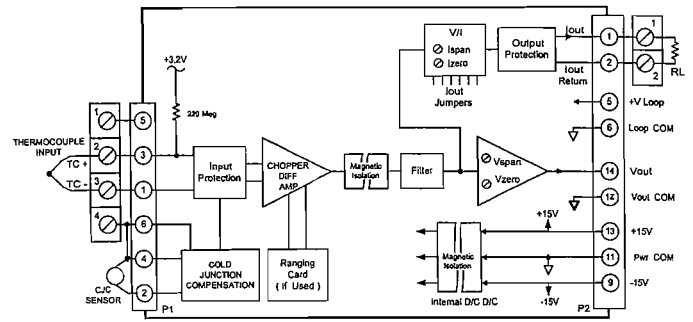 +3.2V
220 Meg
V/I
Ispan
Izero
Iout
Jumpers
Output
Protection
Iout
Iout
Return
1
2
1
2
RL
5
+V Loop
6
Loop COM
THERMOCOUPLE
INPUT
TC +
TC -
1
2
3
4
5
3
1
6
4
2
CJC
SENSOR
P1
Input
Protection
CHOPPER
DIFF
AMP
Magnetic
Isolation
Filter
Vspan
Vzero
14
Vout
12
Vout COM
COLD
JUNCTION
COMPENSATION
Ranging
Card
( if Used )
Magnetic
Isolation
Internal D/C D/C
+15V
-15V
13
+15V
11
Pwr COM
9
-15V
P2